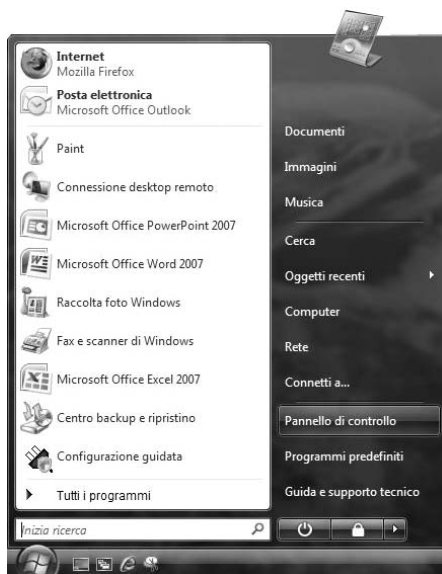 Internet
Mozilla Firefox
Posta elettronica
Microsoft Office Outlook
Paint
Connessione desktop remoto
Microsoft Office PowerPoint 2007
Microsoft Office Word 2007
Raccolta foto Windows
Fax e scanner di Windows
Microsoft Office Excel 2007
Centro backup e ripristino
Configurazione guidata
Tutti i programmi
Inizia ricerca
Documenti
Immagini
Musica
Cerca
Oggetti recenti
Computer
Rete
Connetti a...
Pannello di controllo
Programmi predefiniti
Guida e supporto tecnico